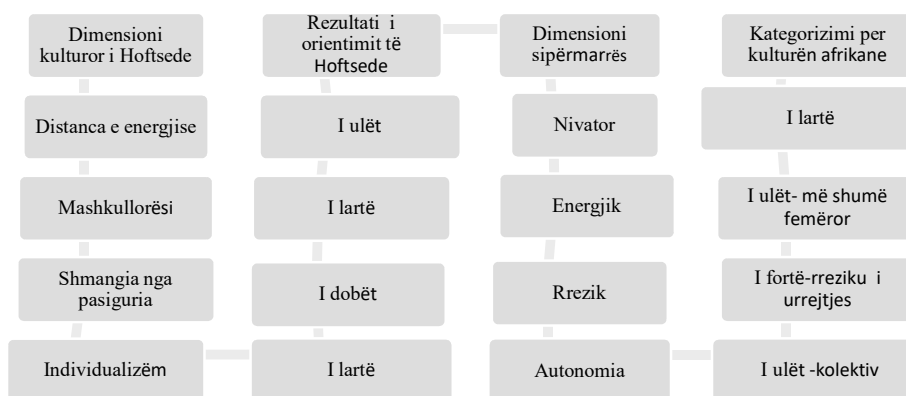 Dimensioni
kulturor i Hoftsede
Distanca e energjise
Mashkullorësi
Shmangia nga
pasiguria
Individualizëm
Rezultati i
orientimit të
Hoftsede
I ulët
I lartë
I dobët
I lartë
Dimensioni
sipërmarrës
Nivator
Energjik
Rrezik
Autonomia
Kategorizimi per
kulturën afrikane
I lartë
I ulët- më shumë
femëror
I fortë-rreziku i
urrejtjes
I ulët -kolektiv